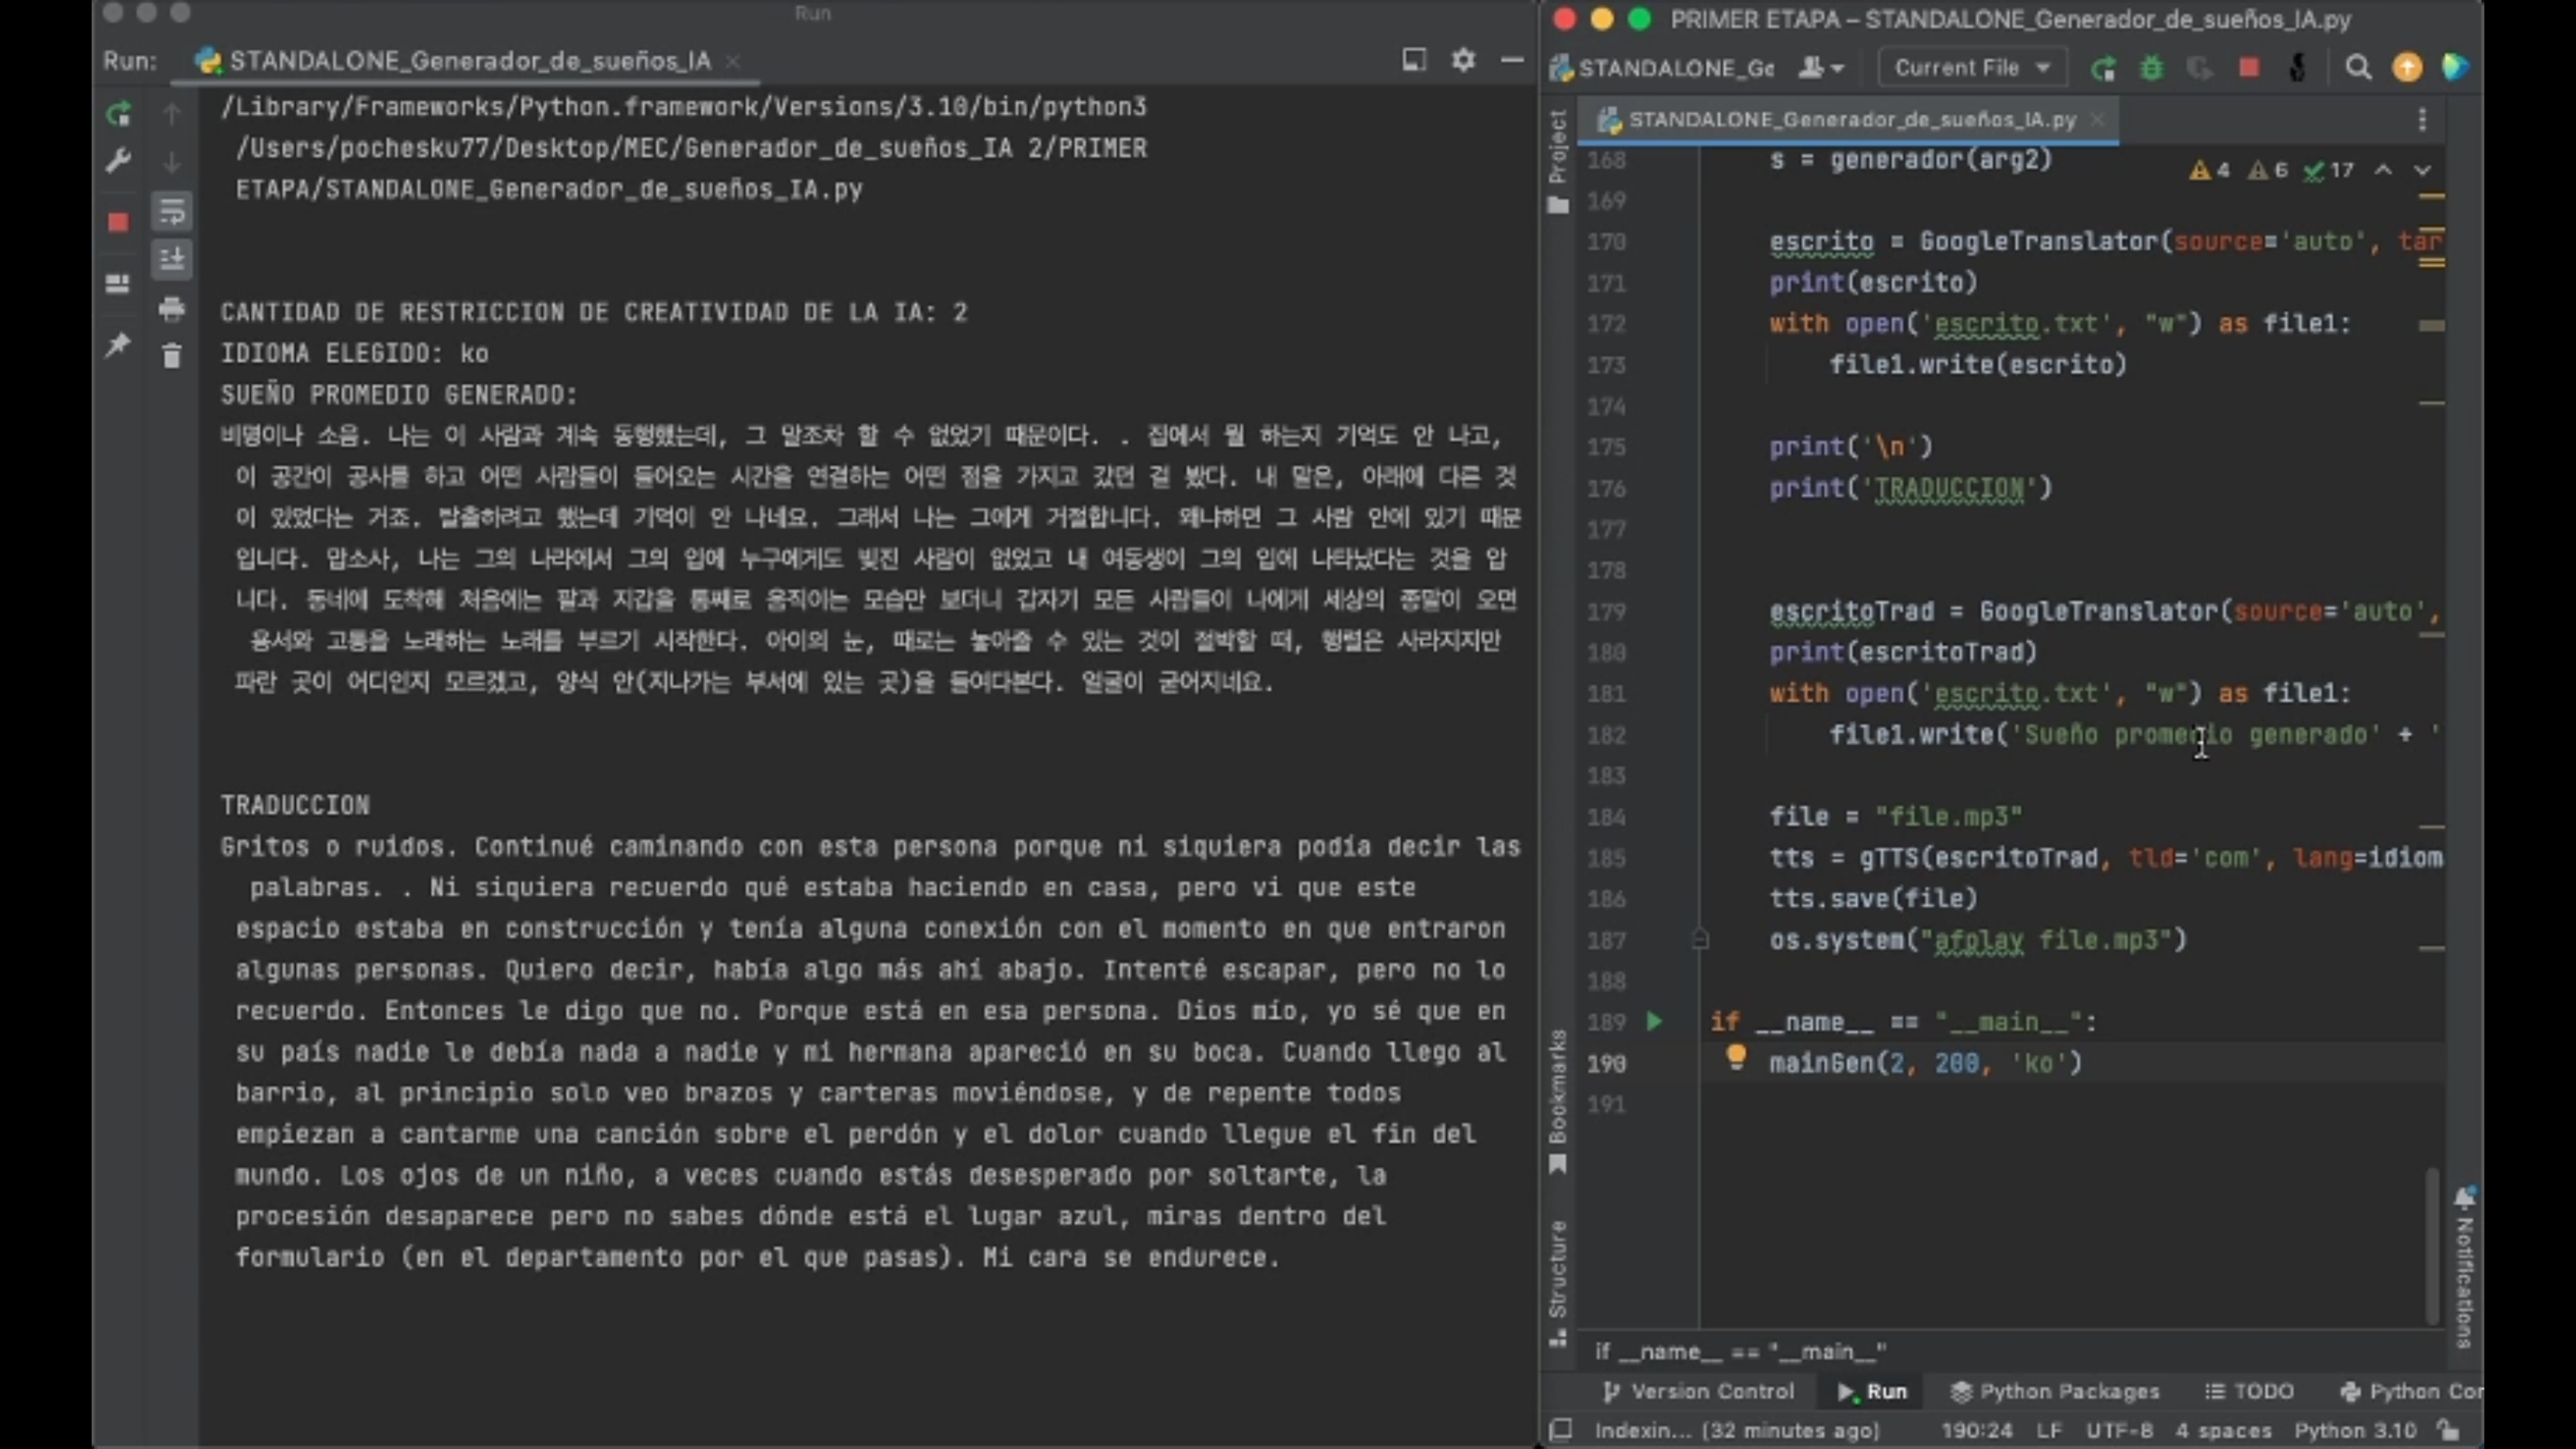 Run
Run:
STANDALONE_Generador_de_sueños_IA
/Library/Frameworks/Python.framework/Versions/3.10/bin/python3
/Users/pochesku77/Desktop/MEC/Generador_de_sueños_IA 2/PRIMER
ETAPA/STANDALONE_Generador_de_sueños_IA.py
CANTIDAD DE RESTRICCION DE CREATIVIDAD DE LA IA: 2
IDIOMA ELEGIDO: ko
SUEÑO PROMEDIO GENERADO:
비명이나 소음. 나는 이 사람과 계속 동행했는데, 그 말조차 할 수 없었기 때문이다. . 집에서 뭘 하는지 기억도 안 나고,
이 공간이 공사를 하고 어떤 사람들이 들어오는 시간을 연결하는 어떤 점을 가지고 갔던 걸 봤다. 내 말은, 아래에 다른 것
이 있었다는 거죠. 탈출하려고 했는데 기억이 안 나네요. 그래서 나는 그에게 거절합니다. 왜냐하면 그 사람 안에 있기 때문
입니다. 맙소사, 나는 그의 나라에서 그의 입에 누구에게도 빚진 사람이 없었고 내 여동생이 그의 입에 나타났다는 것을 압
니다. 동네에 도착해 처음에는 팔과 지갑을 통째로 움직이는 모습만 보더니 갑자기 모든 사람들이 나에게 세상의 종말이 오면
용서와 고통을 노래하는 노래를 부르기 시작한다. 아이의 눈, 때로는 놓아줄 수 있는 것이 절박할 때, 행렬은 사라지지만
파란 곳이 어디인지 모르겠고, 양식 안(지나가는 부서에 있는 곳)을 들여다본다. 얼굴이 굳어지네요.
TRADUCCION
Gritos o ruidos. Continué caminando con esta persona porque ni siquiera podía decir las
palabras. . Ni siquiera recuerdo qué estaba haciendo en casa, pero vi que este
espacio estaba en construcción y tenía alguna conexión con el momento en que entraron
algunas personas. Quiero decir, había algo más ahí abajo. Intenté escapar, pero no lo
recuerdo. Entonces le digo que no. Porque está en esa persona. Dios mío, yo sé que en
su país nadie le debía nada a nadie y mi hermana apareció en su boca. Cuando llego al
barrio, al principio solo veo brazos y carteras moviéndose, y de repente todos
empiezan a cantarme una canción sobre el perdón y el dolor cuando llegue el fin del
mundo. Los ojos de un niño, a veces cuando estás desesperado por soltarte, la
procesión desaparece pero no sabes dónde está el lugar azul, miras dentro del
formulario (en el departamento por el que pasas). Mi cara se endurece.
PRIMER ETAPA – STANDALONE_Generador_de_sueños_IA.py
STANDALONE_Ge
Current File
STANDALONE_Generador_de_sueños_IA.py
Project
4 6 17
168 s = generador(arg2)
169
170 escrito = GoogleTranslator(source='auto', tar
171 print(escrito)
172 with open('escrito.txt', "w") as file1:
173 file1.write(escrito)
174
175 print('\n')
176 print('TRADUCCION')
177
178
179 escritoTrad = GoogleTranslator(source='auto',
180 print(escritoTrad)
181 with open('escrito.txt', "w") as file1:
182 file1.write('Sueño promedio generado' + '
183
184 file = "file.mp3"
185 tts = gTTS(escritoTrad, tld='com', lang=idiom
186 tts.save(file)
187 os.system("afplay file.mp3")
188
189 if __name__ == "__main__":
190 mainGen(2, 200, 'ko')
191
Bookmarks
Structure
Notifications
if __name__ == "__main__"
Version Control Run Python Packages TODO Python Con
Indexin... (32 minutes ago) 190:24 LF UTF-8 4 spaces Python 3.10